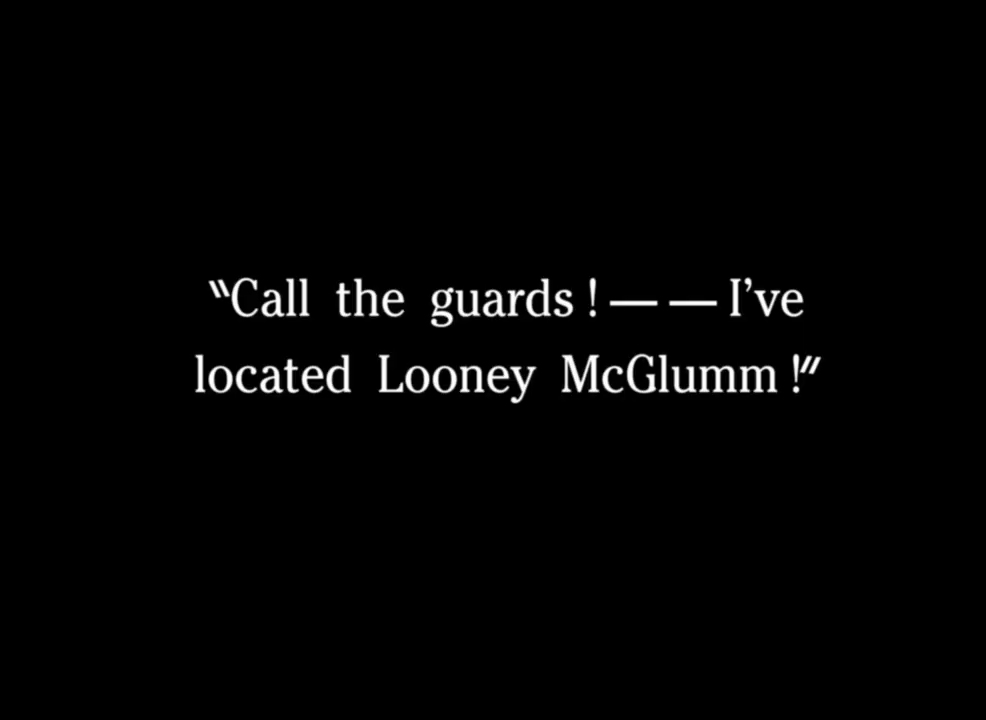 "Call the guards ! — — I've
located Looney McGlumm !"